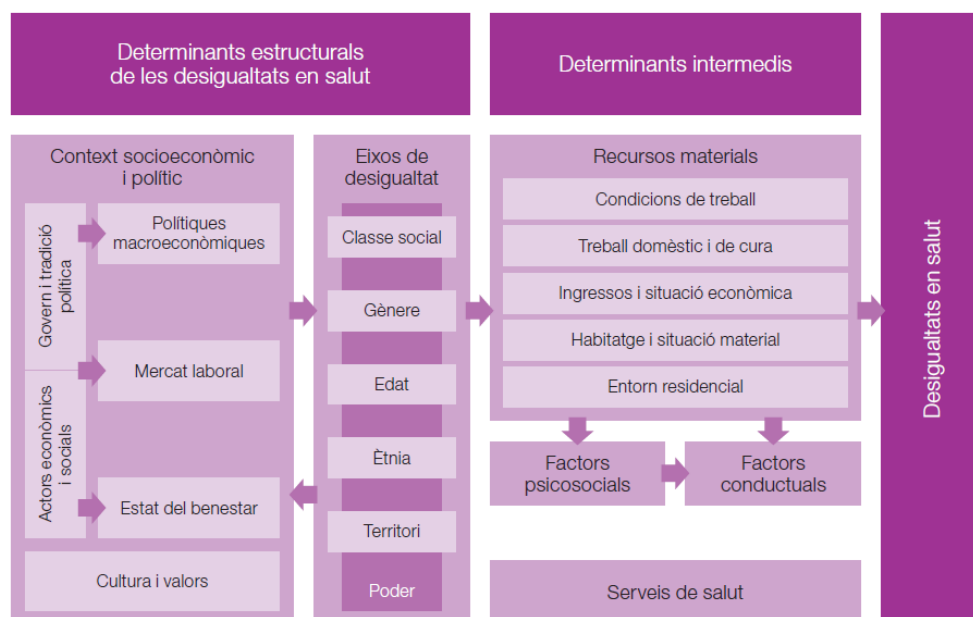 Determinants estructurals
de les desigualtats en salut
Determinants intermedis
Desigualtats en salut
Context socioeconòmic
i polític
Govern i tradició
política
Actors econòmics
i socials
Polítiques
macroeconòmiques
Mercat laboral
Estat del benestar
Cultura i valors
Eixos de
desigualtat
Classe social
Gènere
Edat
Ètnia
Territori
Poder
Recursos materials
Condicions de treball
Treball domèstic i de cura
Ingressos i situació econòmica
Habitatge i situació material
Entorn residencial
Factors
psicosocials
Factors
conductuals
Serveis de salut